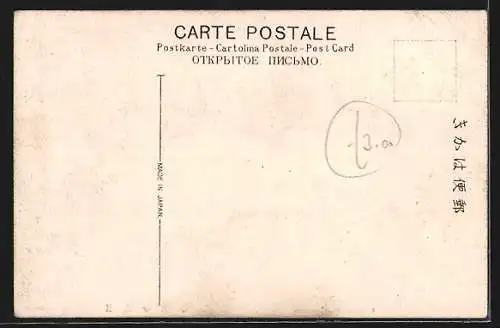 CARTE POSTALE
Postkarte - Cartolina Postale - Post Card
ОТКРЫТОЕ ПИСЬМО.
MADE IN JAPAN.
きかは便郵